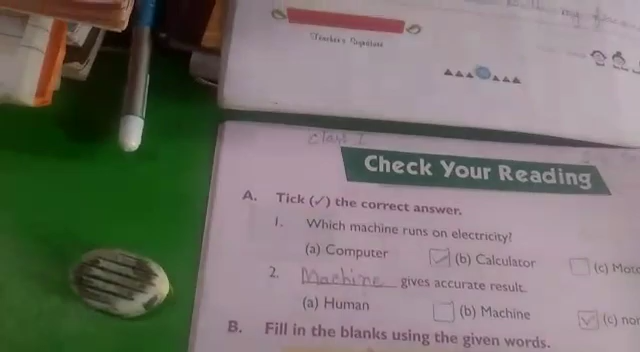 Teacher's Signature
Class I
Check Your Reading
A. Tick (✓) the correct answer.
1. Which machine runs on electricity?
(a) Computer (b) Calculator (c)
2. Machine gives accurate result.
(a) Human (b) Machine (c)
B. Fill in the blanks using the given words.